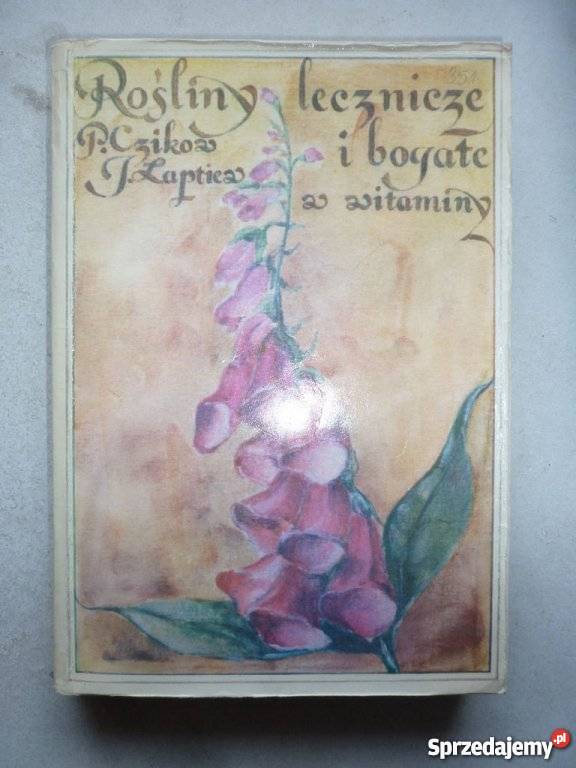 Rośliny lecznicze
P. Czikow i bogate
J. Łaptiew w witaminy
Sprzedajemy.pl